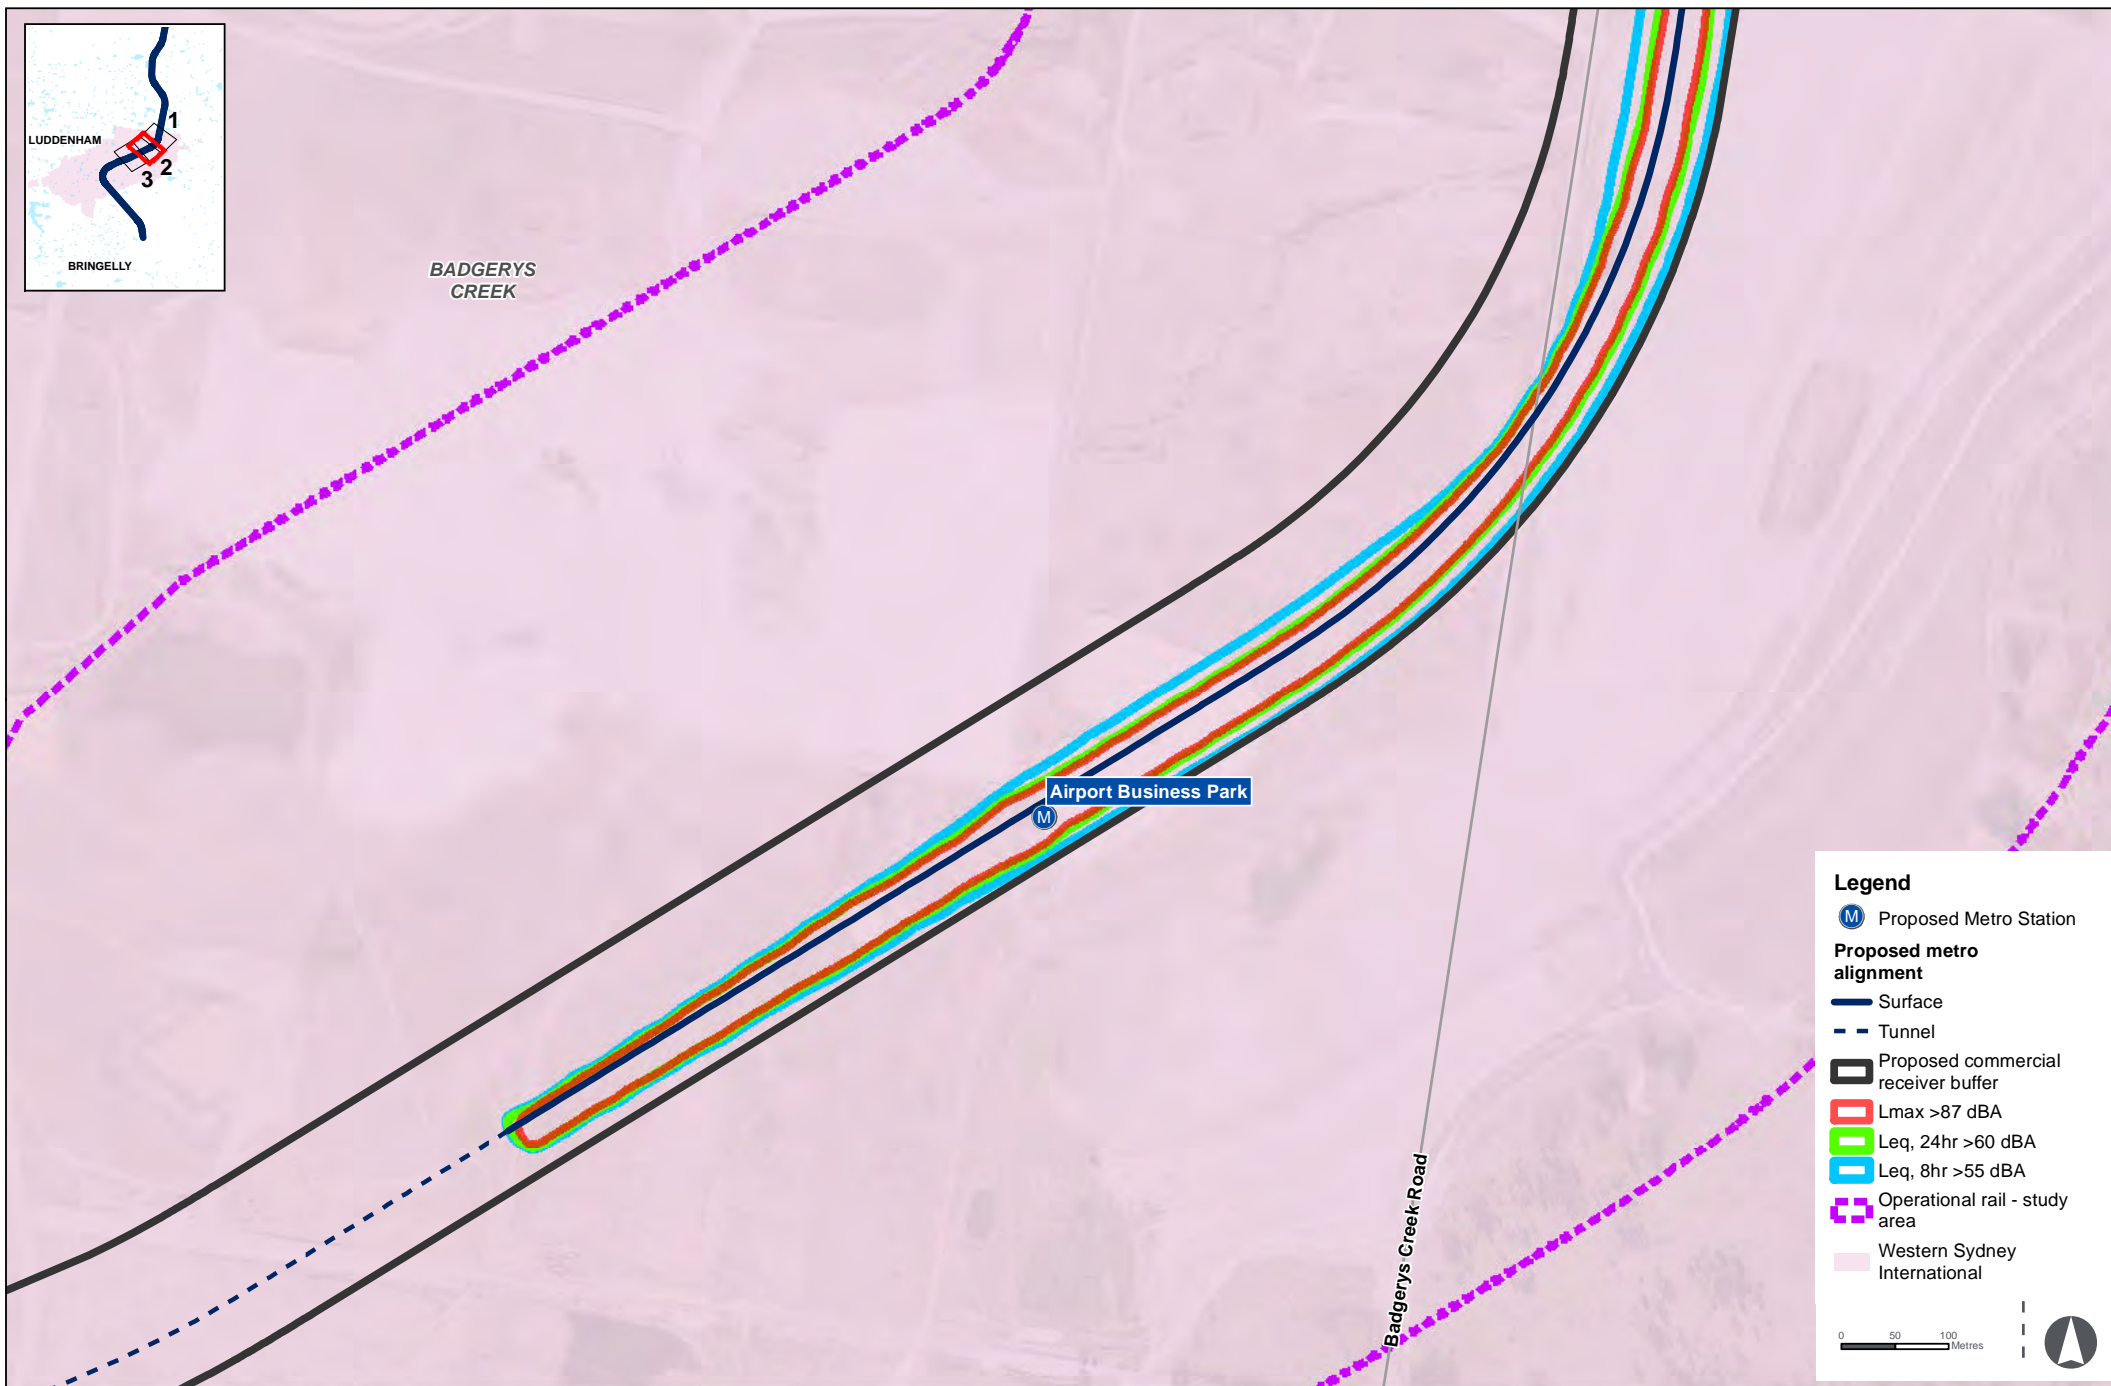 LUDDENHAM
1
2
3
BRINGELLY
BADGERYS
CREEK
Airport Business Park
M
Badgerys Creek Road
Legend
M Proposed Metro Station
Proposed metro
alignment
Surface
Tunnel
Proposed commercial
receiver buffer
Lmax >87 dBA
Leq, 24hr >60 dBA
Leq, 8hr >55 dBA
Operational rail - study
area
Western Sydney
International
0 50 100
Metres